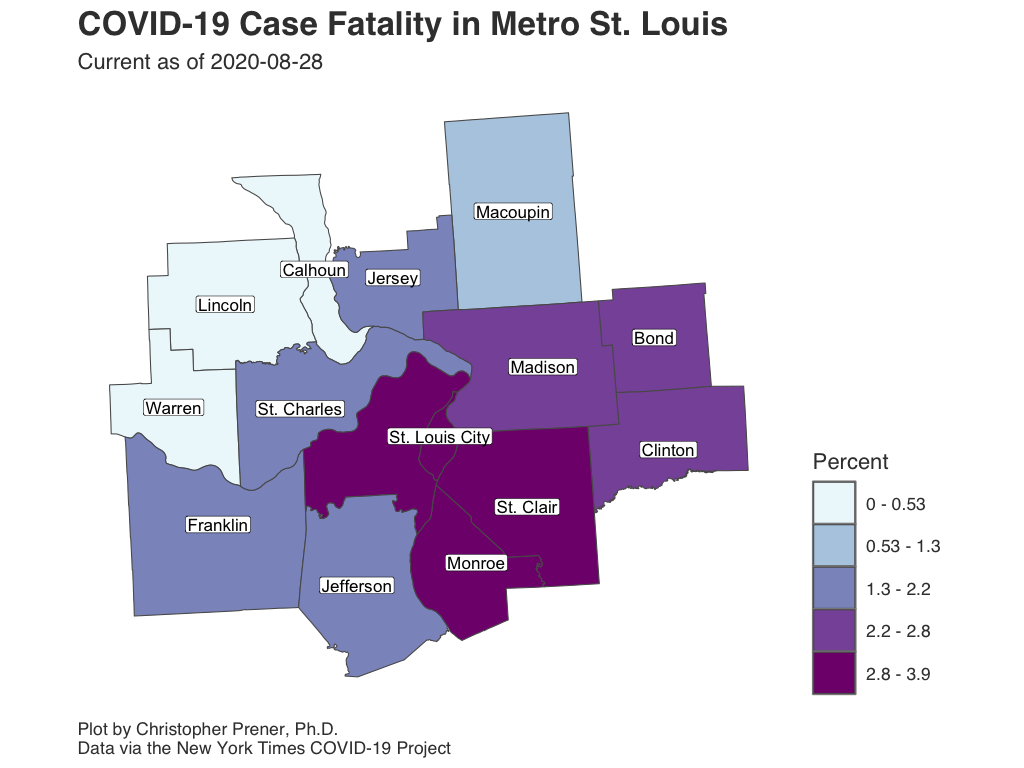 COVID-19 Case Fatality in Metro St. Louis
Current as of 2020-08-28
Macoupin
Calhoun
Jersey
Lincoln
Bond
Madison
Warren
St. Charles
St. Louis City
Clinton
St. Clair
Franklin
Monroe
Jefferson
Percent
0 - 0.53
0.53 - 1.3
1.3 - 2.2
2.2 - 2.8
2.8 - 3.9
Plot by Christopher Prener, Ph.D.
Data via the New York Times COVID-19 Project